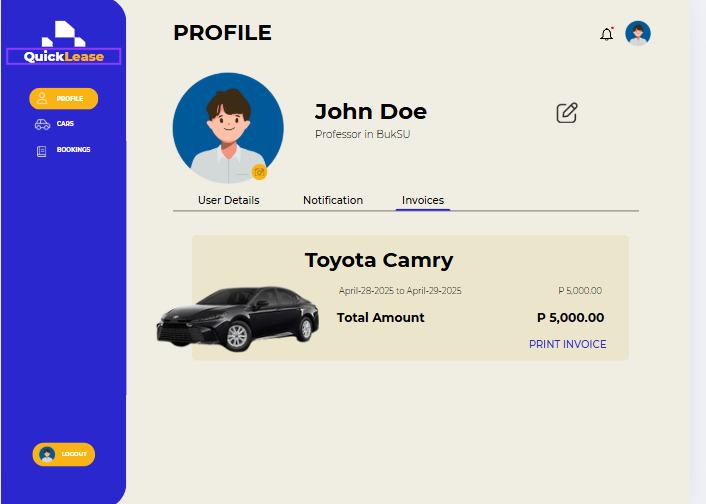 QuickLease
PROFILE
CARS
BOOKINGS
LOGOUT
PROFILE
John Doe
Professor in BukSU
User Details
Notification
Invoices
Toyota Camry
April-28-2025 to April-29-2025
P 5,000.00
Total Amount
P 5,000.00
PRINT INVOICE